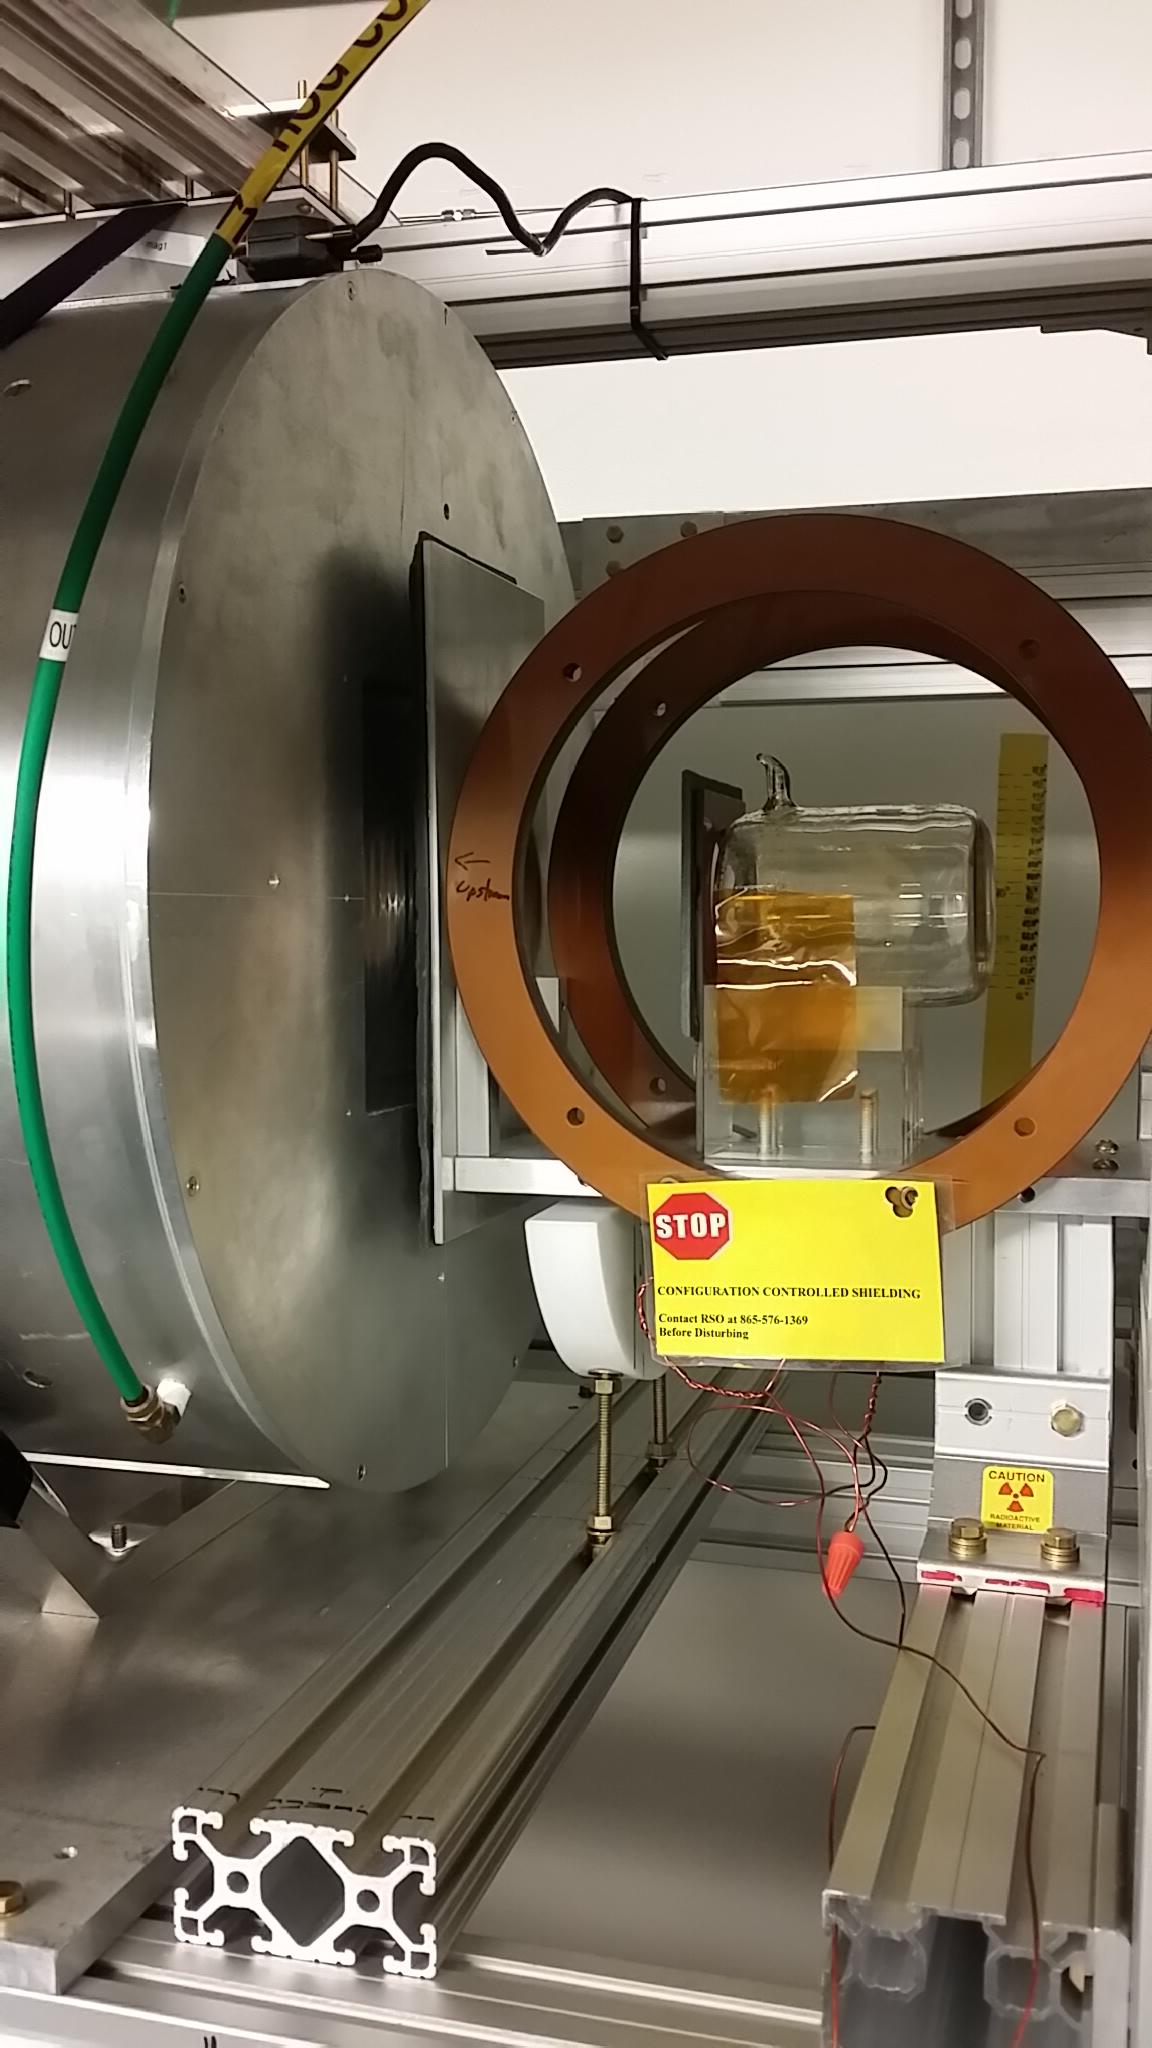 mag1
OUT
← upstream
STOP
CONFIGURATION CONTROLLED SHIELDING
Contact RSO at 865-576-1369
Before Disturbing
CAUTION
RADIOACTIVE
MATERIAL